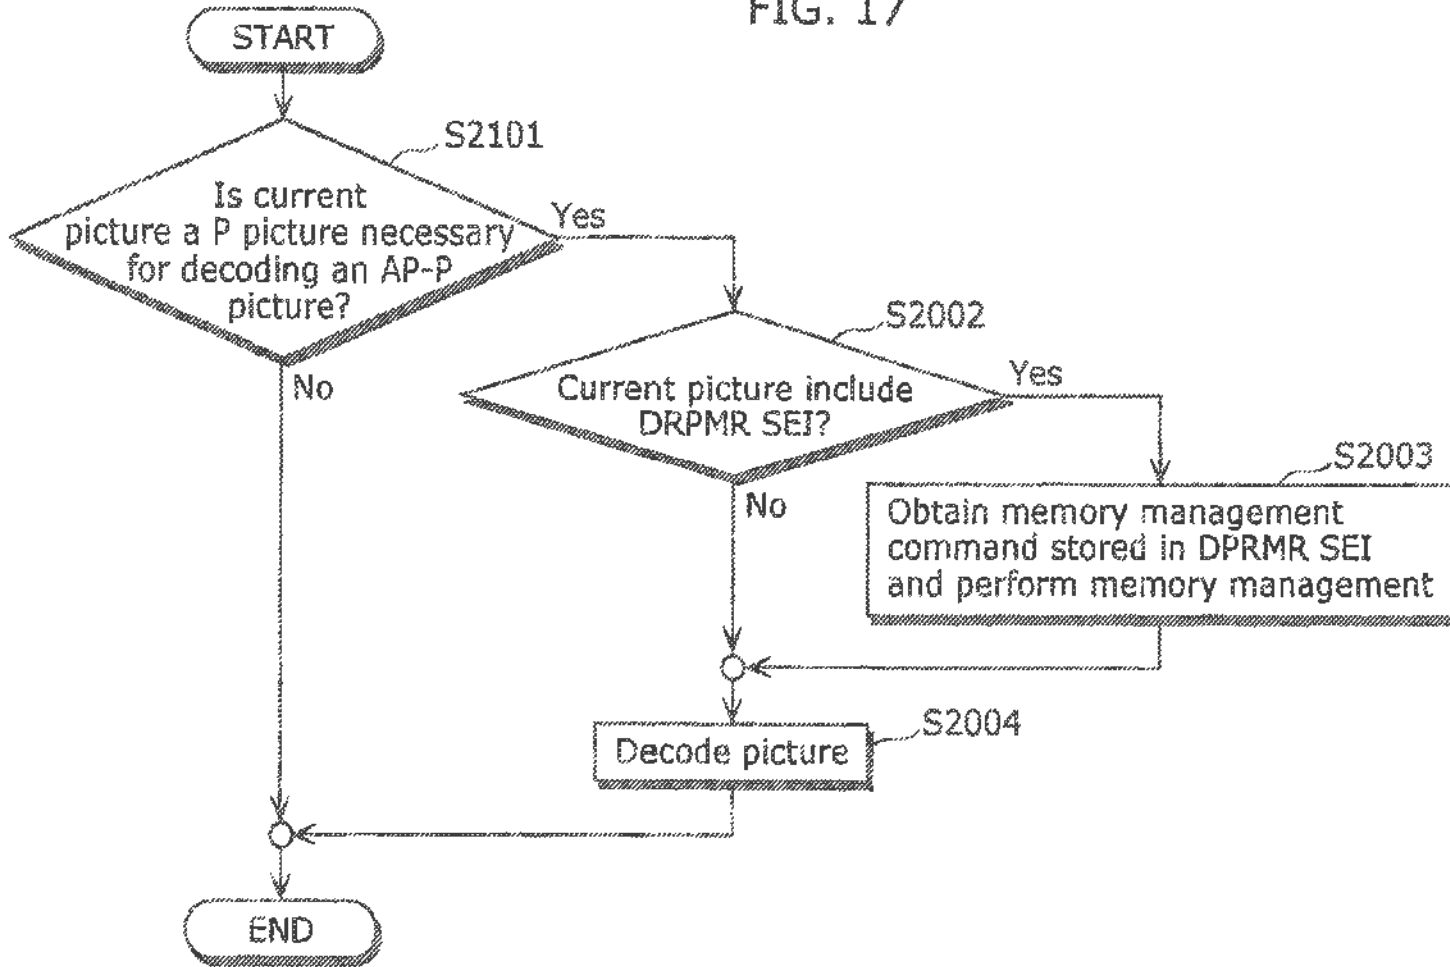 FIG. 17
START
S2101
Is current
picture a P picture necessary
for decoding an AP-P
picture?
Yes
No
S2002
Current picture include
DRPMR SEI?
Yes
No
S2003
Obtain memory management
command stored in DPRMR SEI
and perform memory management
S2004
Decode picture
END